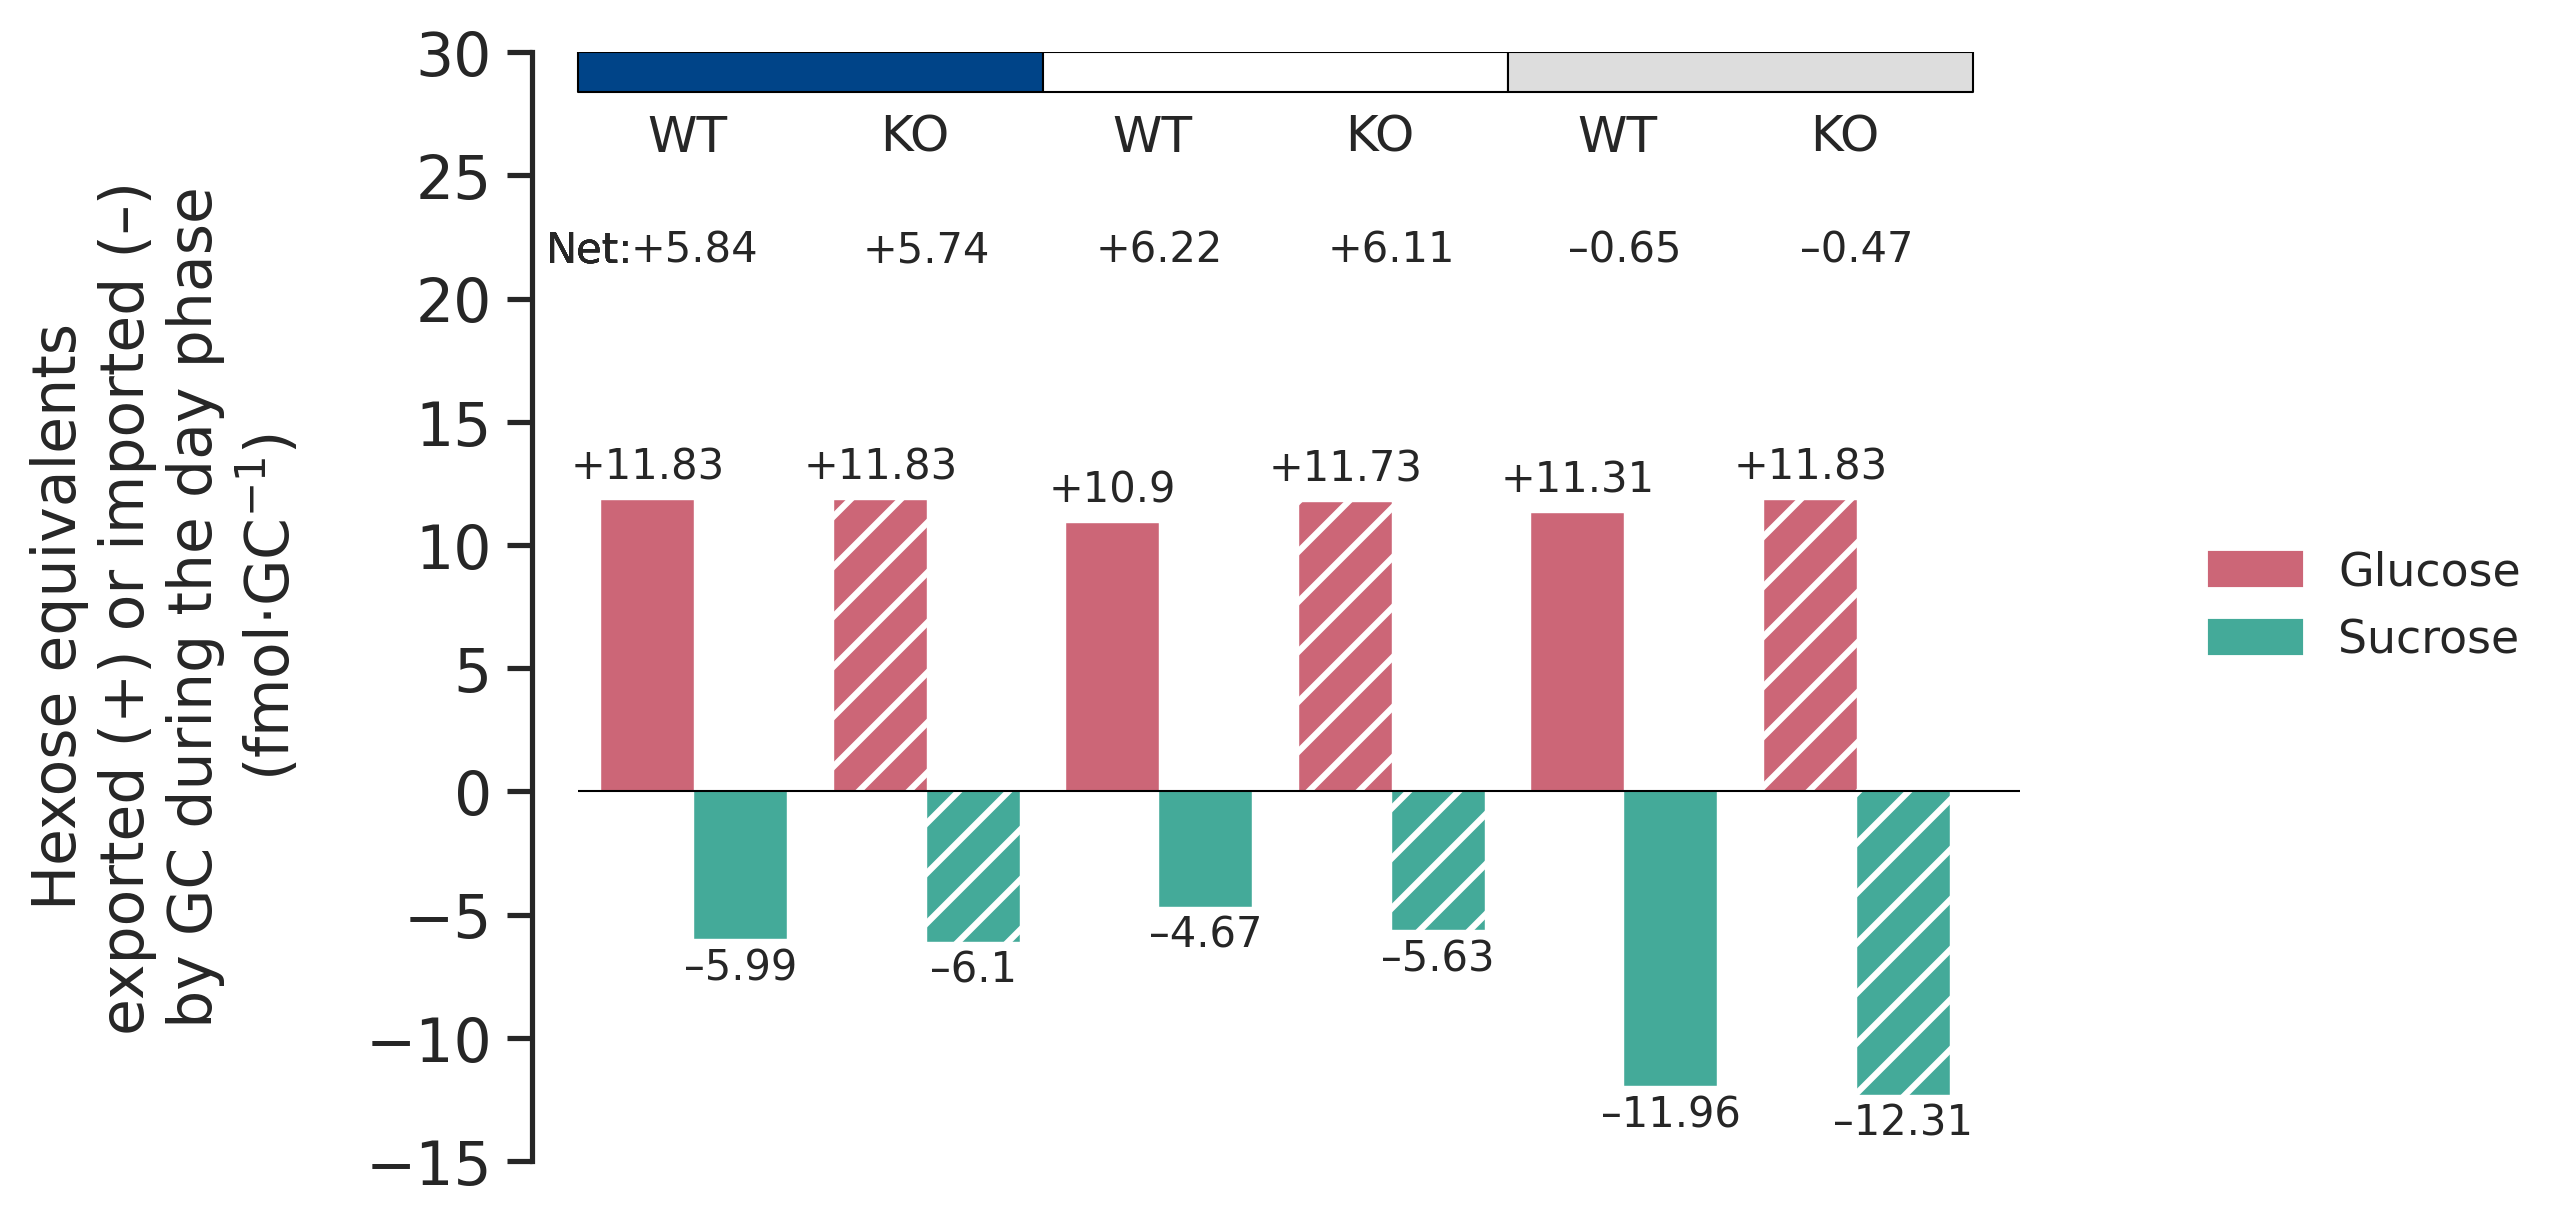 Hexose equivalents
exported (+) or imported (–)
by GC during the day phase
(fmol·GC⁻¹)
30
25
20
15
10
5
0
−5
−10
−15
WT KO WT KO WT KO
Net:+5.84 +5.74 +6.22 +6.11 –0.65 –0.47
+11.83 +11.83 +10.9 +11.73 +11.31 +11.83
–5.99 –6.1 –4.67 –5.63 –11.96 –12.31
Glucose
Sucrose